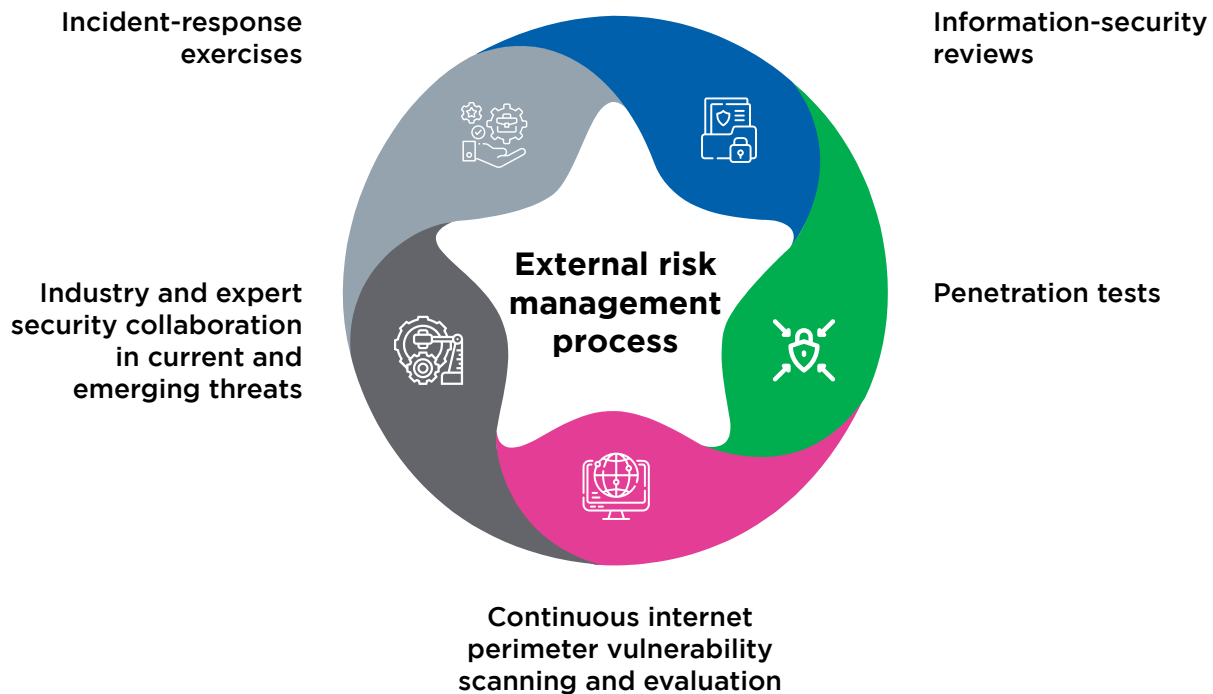 Incident-response
exercises
Information-security
reviews
External risk
management
process
Industry and expert
security collaboration
in current and
emerging threats
Penetration tests
Continuous internet
perimeter vulnerability
scanning and evaluation